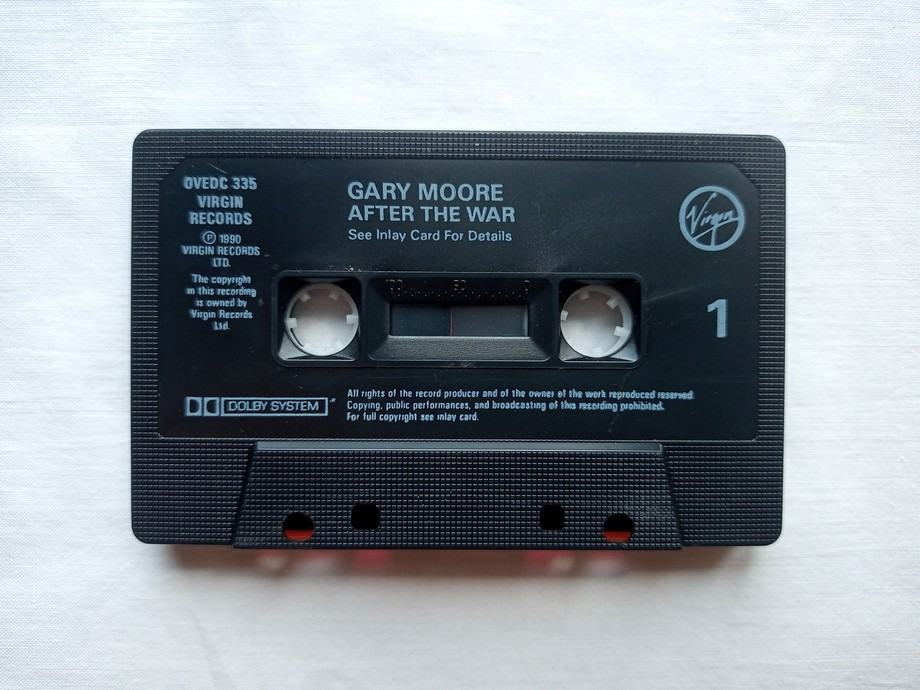 OVEDC 335
VIRGIN
RECORDS
℗ 1990
VIRGIN RECORDS
LTD.
The copyright
in this recording
is owned by
Virgin Records
Ltd.
GARY MOORE
AFTER THE WAR
See Inlay Card For Details
Virgin
100 50 0
1
DOLBY SYSTEM
All rights of the record producer and of the owner of the work reproduced reserved.
Copying, public performances, and broadcasting of this recording prohibited.
For full copyright see inlay card.